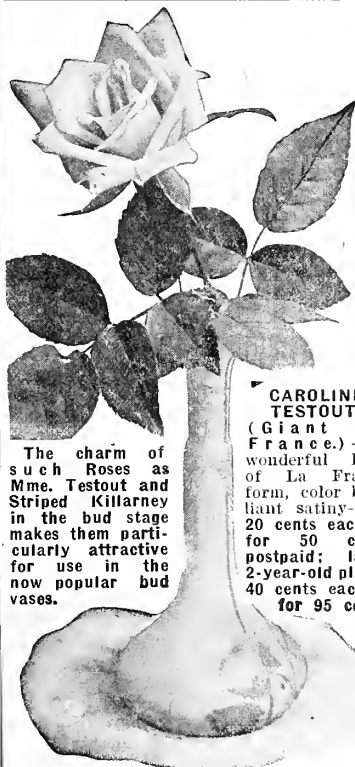 The charm of
such Roses as
Mme. Testout and
Striped Killarney
in the bud stage
makes them parti-
cularly attractive
for use in the
now popular bud
vases.
CAROLINE
TESTOUT
(Giant
France.)
wonderful
of La
form, color
liant satiny-
20 cents
for 50
postpaid;
2-year-old
40 cents
for 95